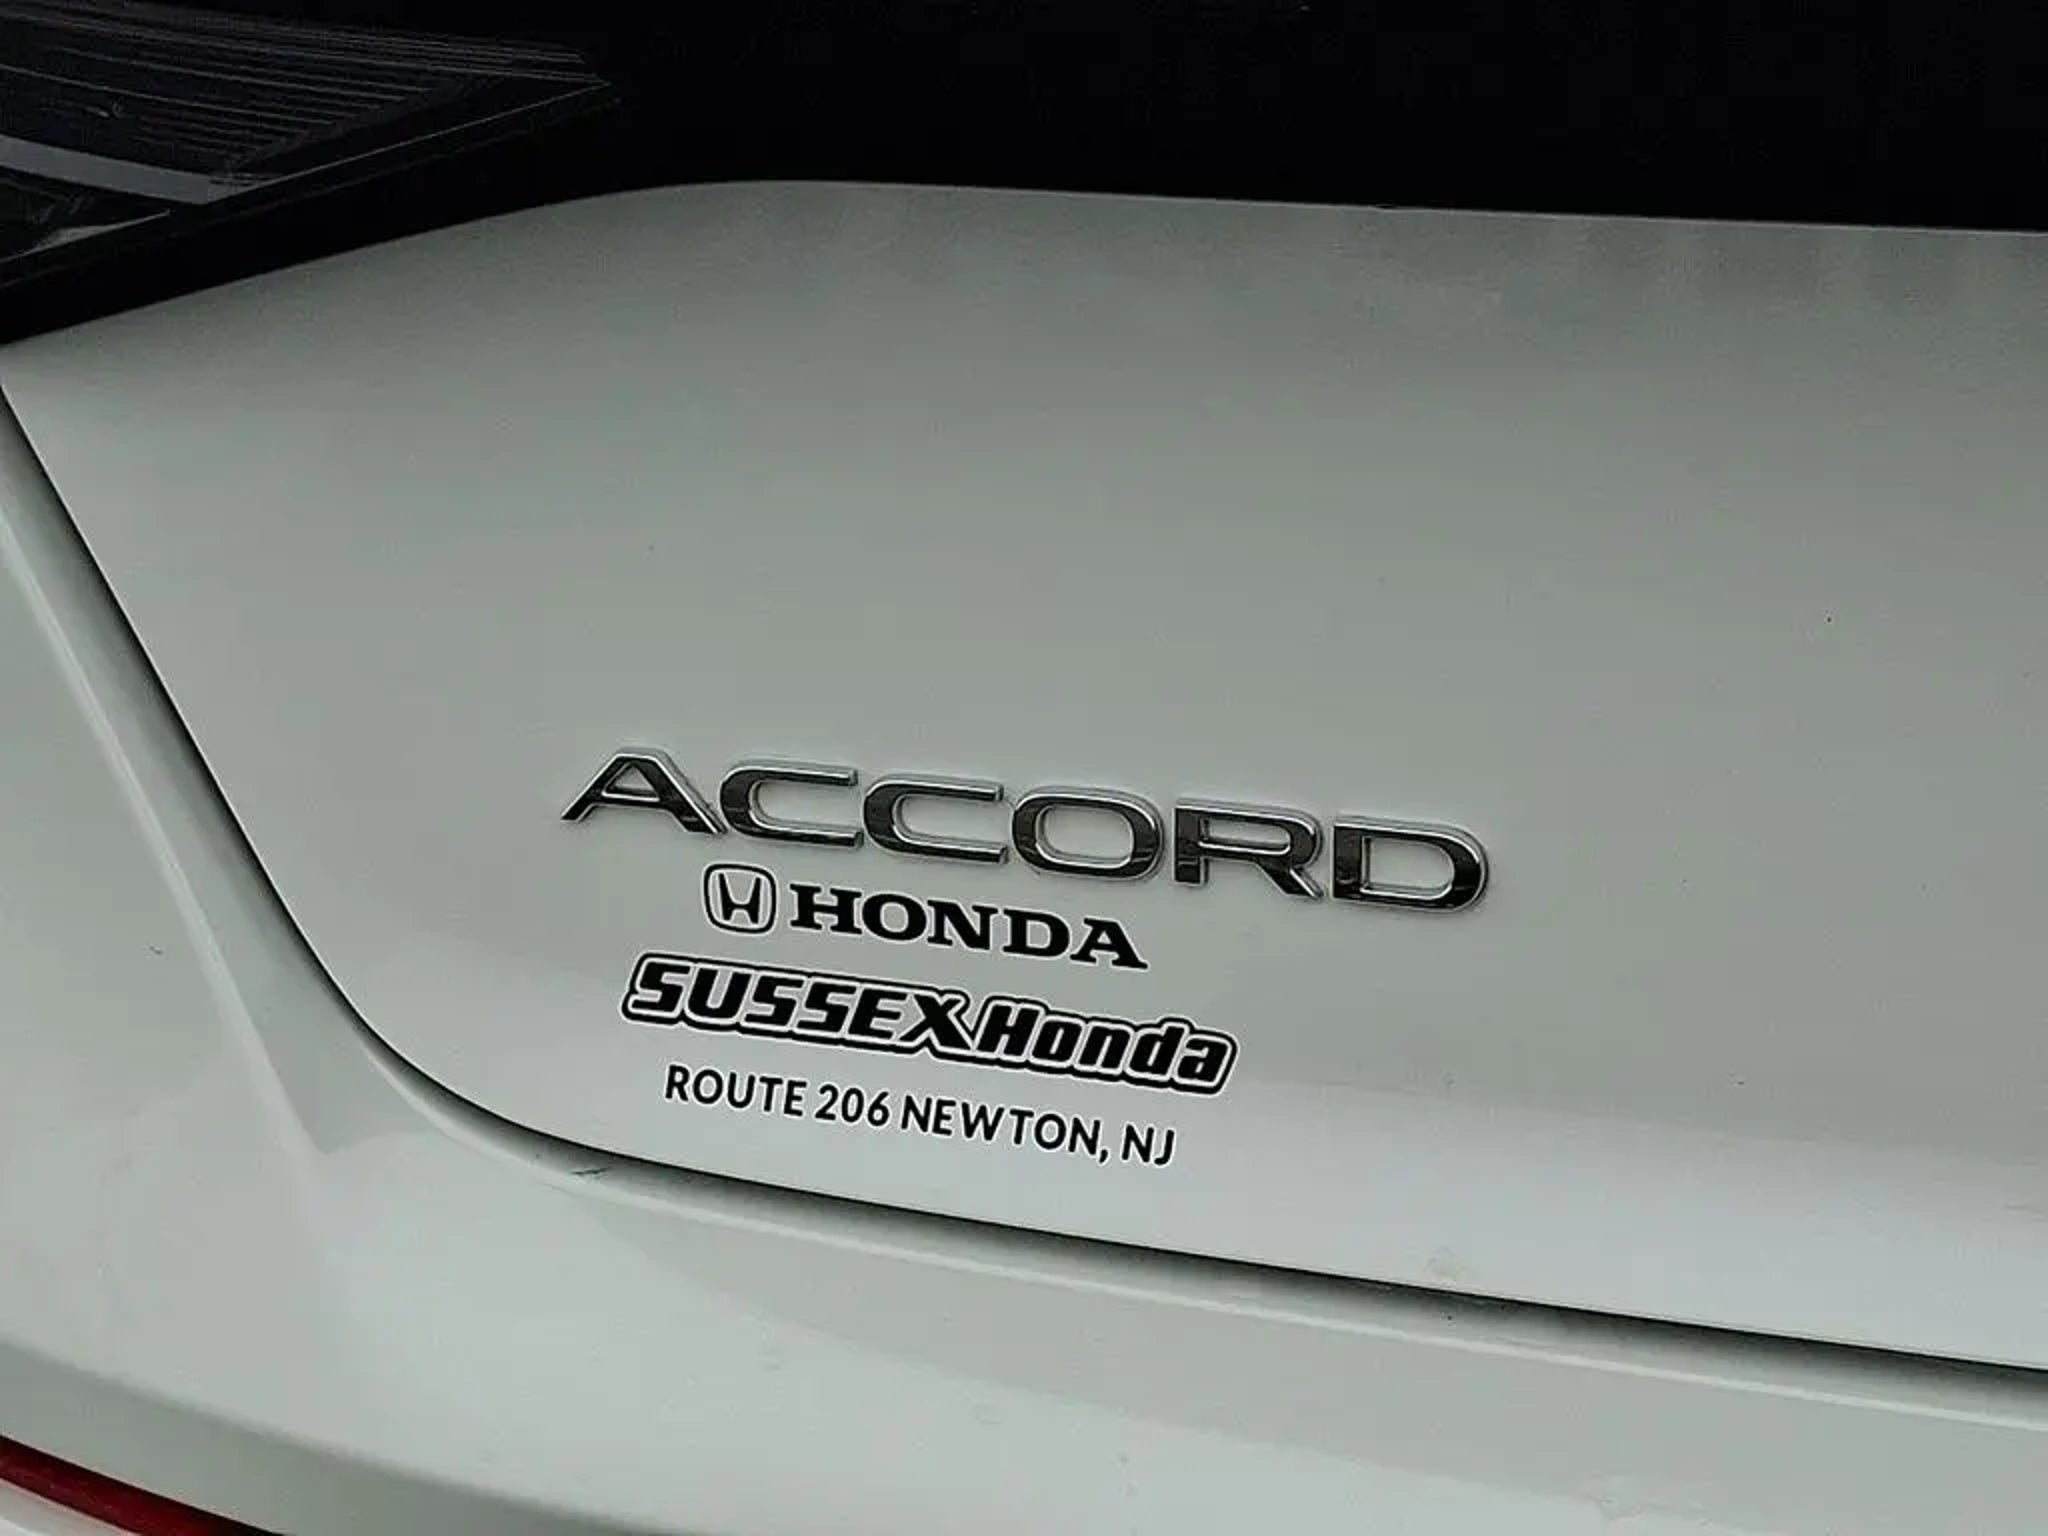 ACCORD
HONDA
SUSSEX Honda
ROUTE 206 NEWTON, NJ